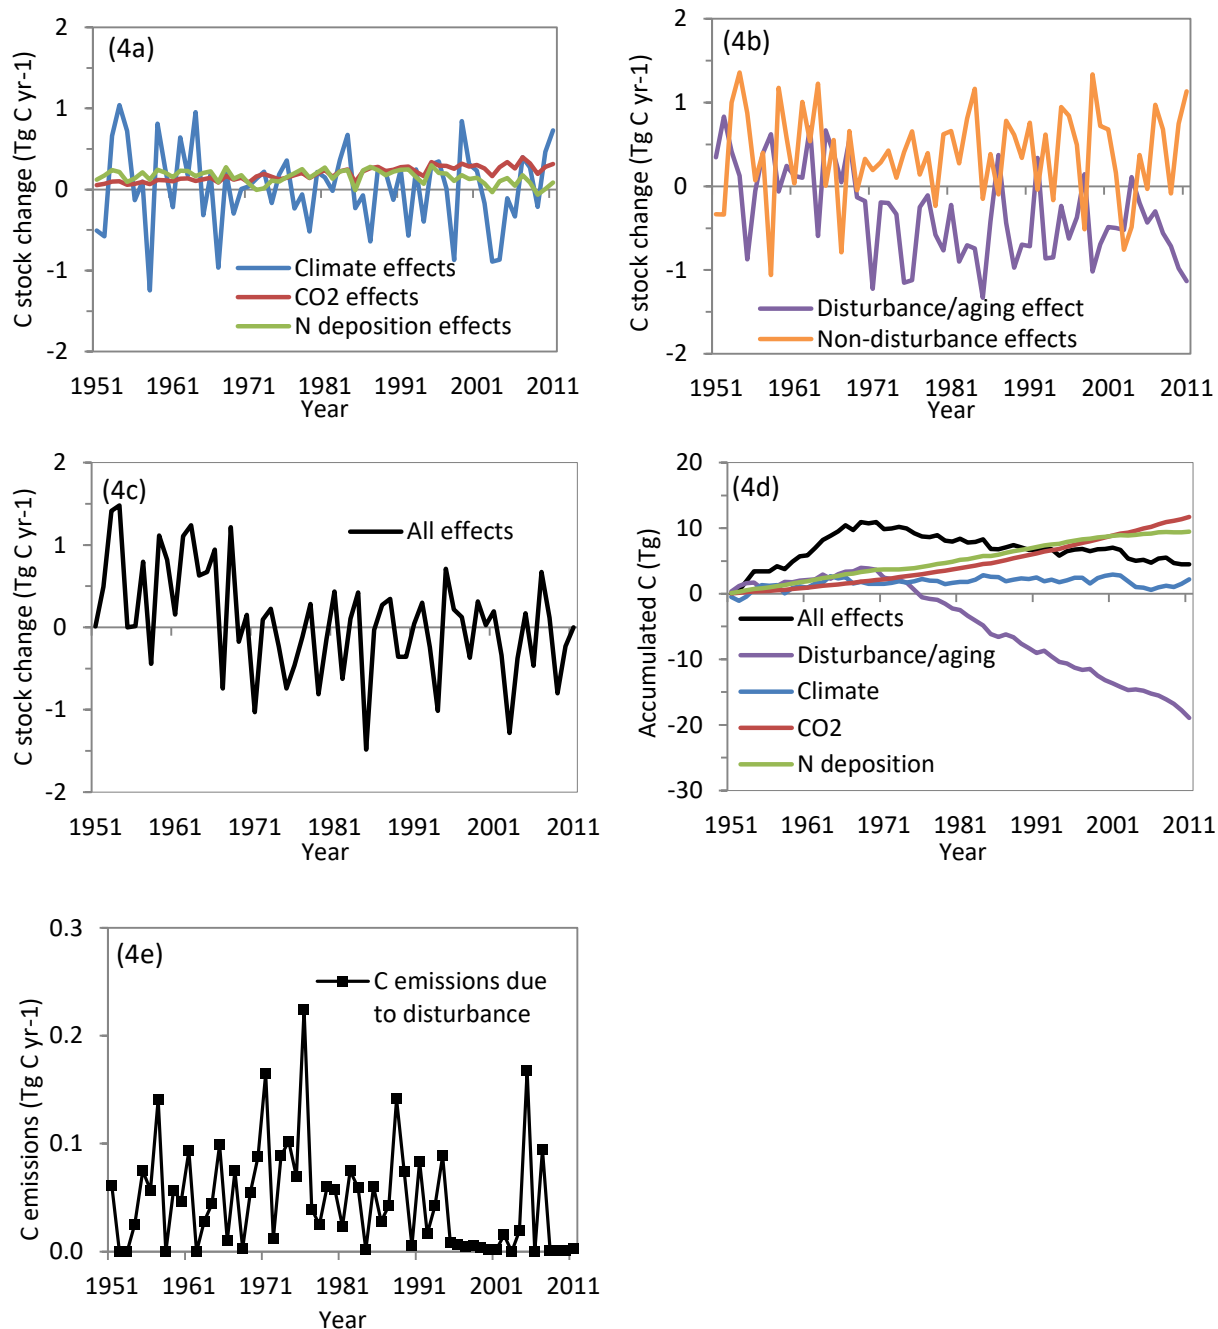 (4a)
C stock change (Tg C yr-1)
2
1
0
-1
-2
Climate effects
CO2 effects
N deposition effects
1951 1961 1971 1981 1991 2001 2011
Year
(4b)
C stock change (Tg C yr-1)
2
1
0
-1
-2
Disturbance/aging effect
Non-disturbance effects
1951 1961 1971 1981 1991 2001 2011
Year
(4c)
C stock change (Tg C yr-1)
2
1
0
-1
-2
All effects
1951 1961 1971 1981 1991 2001 2011
Year
(4d)
Accumulated C (Tg)
20
10
0
-10
-20
-30
All effects
Disturbance/aging
Climate
CO2
N deposition
1951 1961 1971 1981 1991 2001 2011
Year
(4e)
C emissions (Tg C yr-1)
0.3
0.2
0.1
0.0
C emissions due
to disturbance
1951 1961 1971 1981 1991 2001 2011
Year